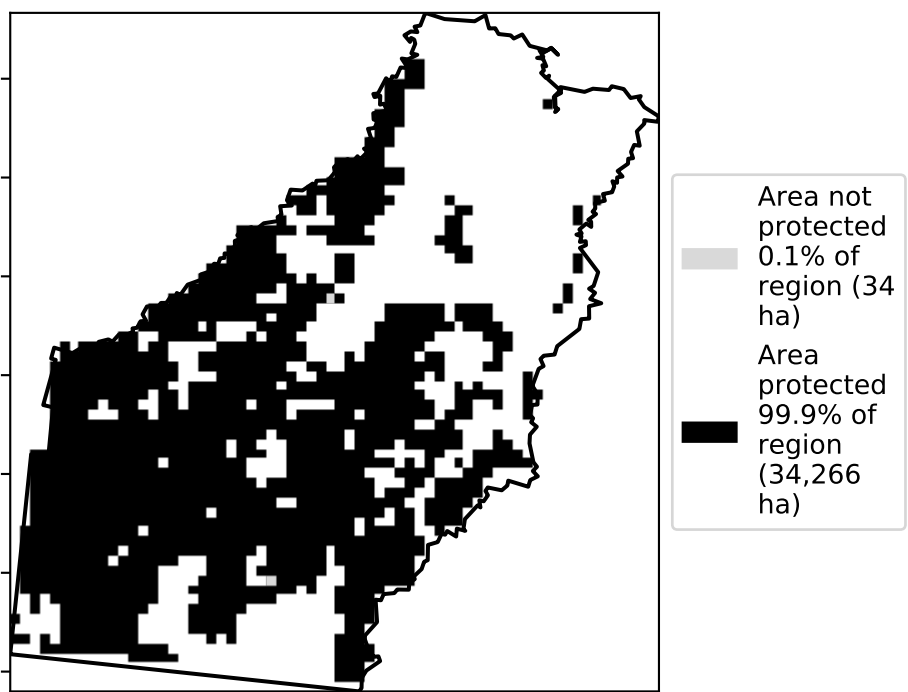 Area not
protected
0.1% of
region (34
ha)
Area
protected
99.9% of
region
(34,266
ha)